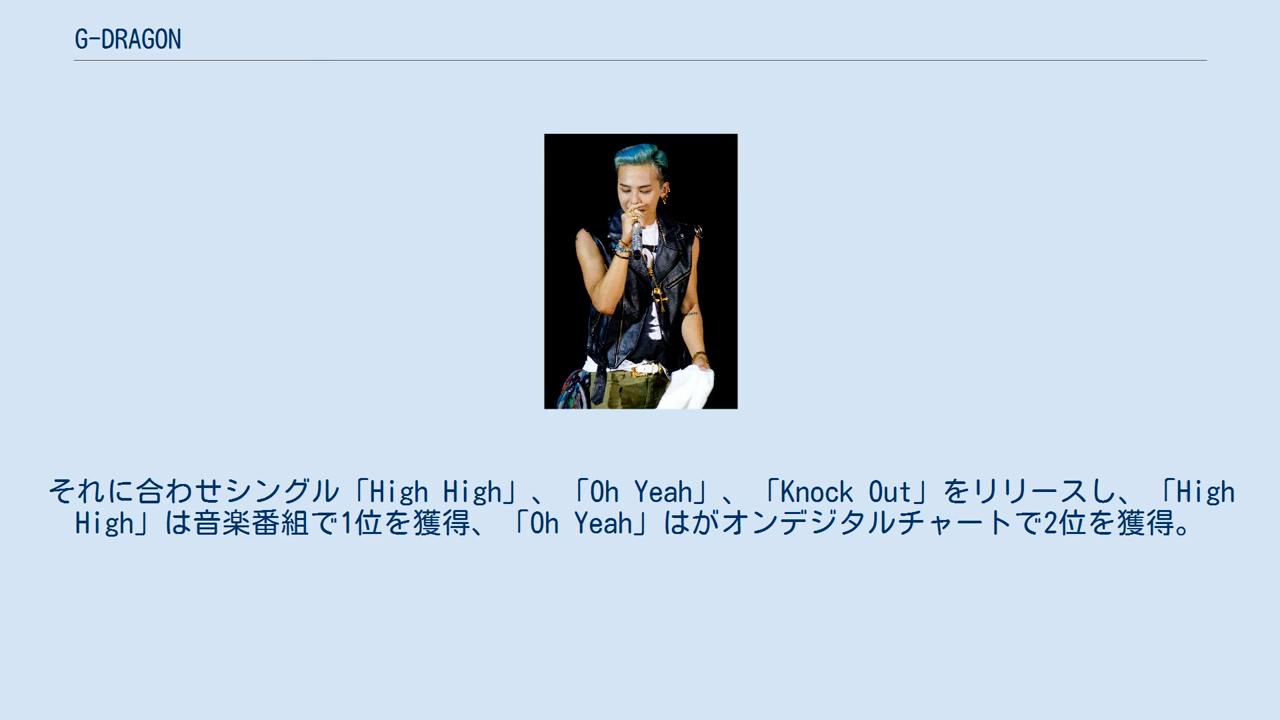 G-DRAGON
それに合わせシングル「High High」、「Oh Yeah」、「Knock Out」をリリースし、「High
High」は音楽番組で1位を獲得、「Oh Yeah」はがオンデジタルチャートで2位を獲得。